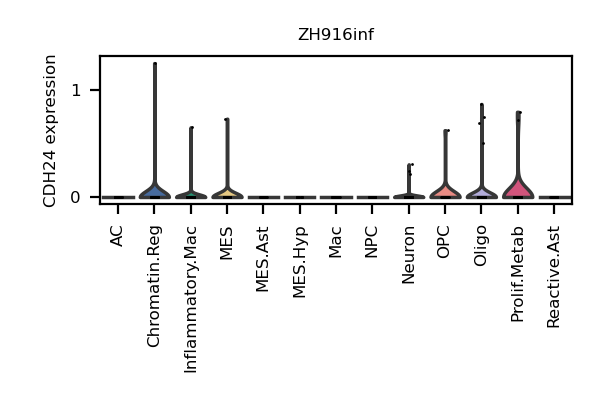 ZH916inf
CDH24 expression
1
0
AC
Chromatin.Reg
Inflammatory.Mac
MES
MES.Ast
MES.Hyp
Mac
NPC
Neuron
OPC
Oligo
Prolif.Metab
Reactive.Ast